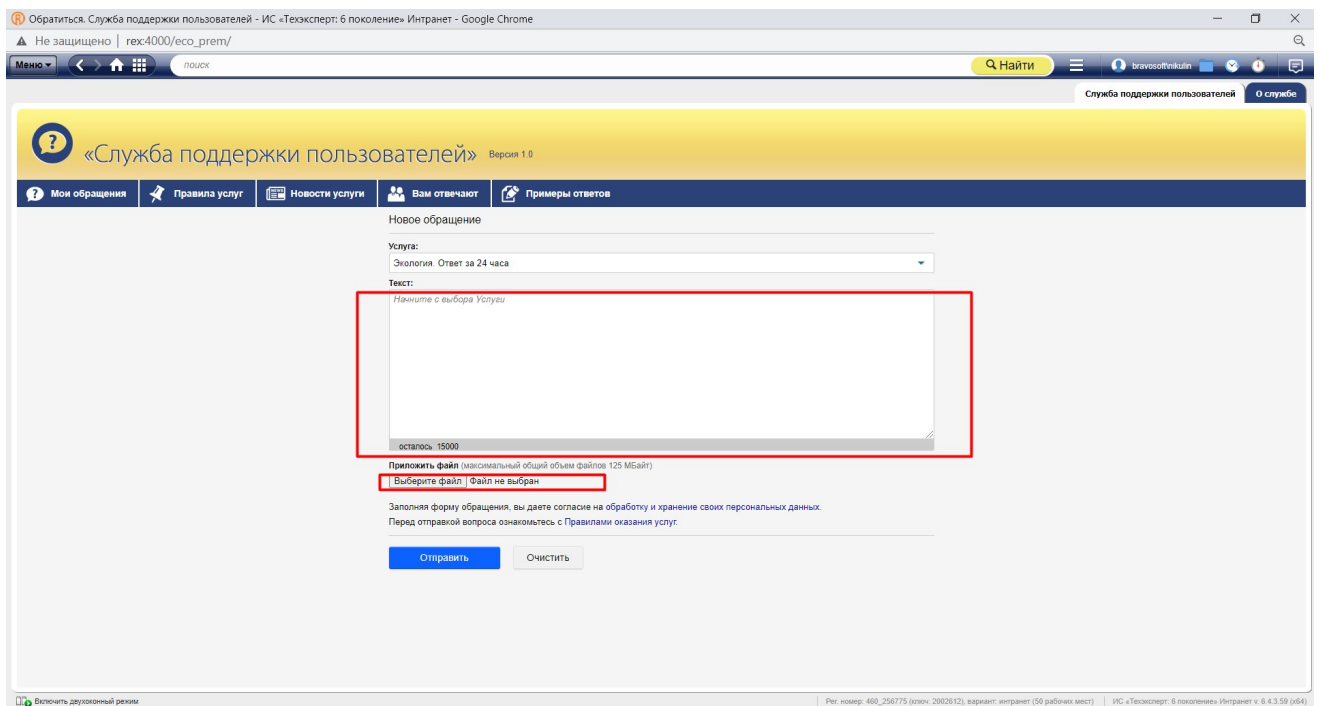 Обратиться. Служба поддержки пользователей - ИС «Техэксперт: 6 поколение» Интранет - Google Chrome
Не защищено | rex:4000/eco_prem/
Меню поиск Найти bravosoft\nikulin
Служба поддержки пользователей О службе
«Служба поддержки пользователей» Версия 1.0
Мои обращения Правила услуг Новости услуги Вам отвечают Примеры ответов
Новое обращение
Услуга:
Экология. Ответ за 24 часа
Текст:
Начните с выбора Услуги
осталось 15000
Приложить файл (максимальный общий объем файлов 125 МБайт)
Выберите файл Файл не выбран
Заполняя форму обращения, вы даете согласие на обработку и хранение своих персональных данных.
Перед отправкой вопроса ознакомьтесь с Правилами оказания услуг.
Отправить Очистить
Включить двухоконный режим Рег. номер: 460_256775 (ключ: 2002612), вариант: интранет (50 рабочих мест) ИС «Техэксперт: 6 поколение» Интранет v. 6.4.3.59 (x64)